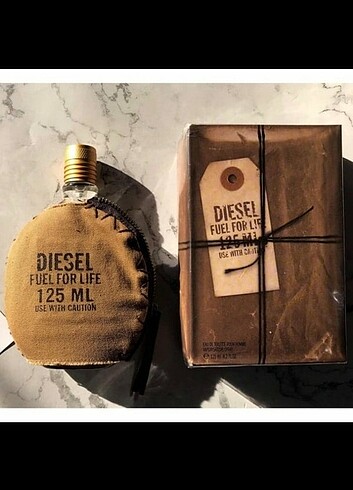 DIESEL
FUEL FOR LIFE
125 ML
USE WITH CAUTION
DIESEL
FUEL FOR LIFE
125 ML
USE WITH CAUTION